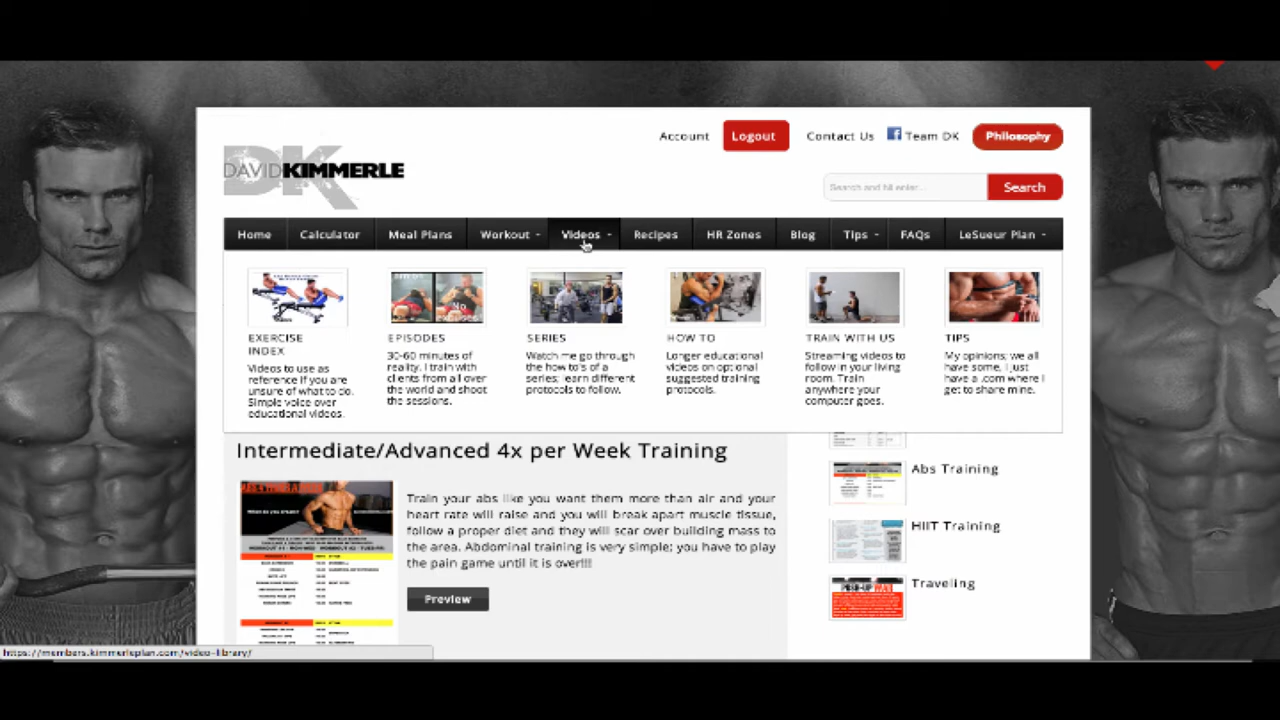 Account Logout Contact Us Team DK Philosophy
DAVIDKIMMERLE
Search and hit enter... Search
Home Calculator Meal Plans Workout Videos Recipes HR Zones Blog Tips FAQs LeSueur Plan
EXERCISE
INDEX
Videos to use as
reference if you are
unsure of what to do.
Simple voice over
educational videos.
EPISODES
30-60 minutes of
reality. I train with
clients from all over
the world and shoot
the sessions.
SERIES
Watch me go through
the how to's of a
series; learn different
protocols to follow.
HOW TO
Longer educational
videos on optional
suggested training
protocols.
TRAIN WITH US
Streaming videos to
follow in your living
room. Train
anywhere your
computer goes.
TIPS
My opinions; we all
have some, I just
have a .com where I
get to share mine.
Intermediate/Advanced 4x per Week Training
Train your abs like you want them more than air and your
heart rate will raise and you will break apart muscle tissue,
follow a proper diet and they will scar over building mass to
the area. Abdominal training is very simple; you have to play
the pain game until it is over!!!
Preview
Abs Training
HIIT Training
Traveling
https://members.kimmerleplan.com/video-library/